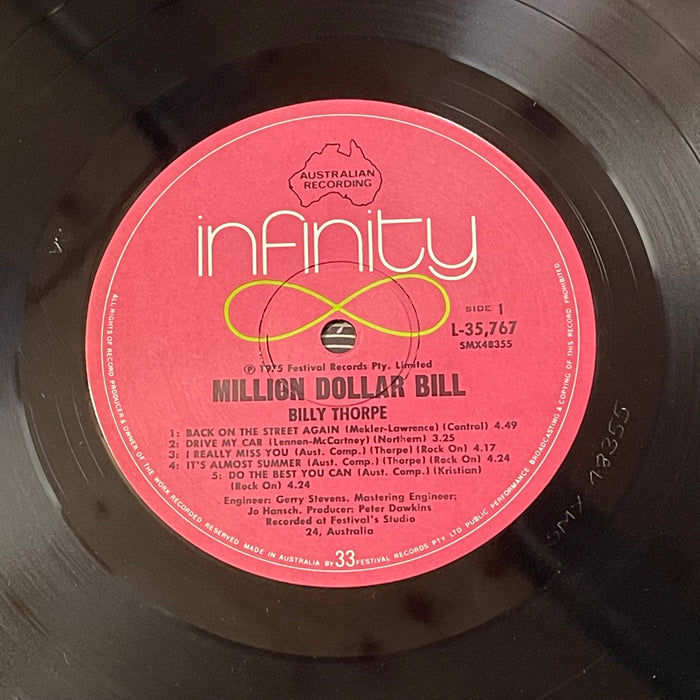 AUSTRALIAN
RECORDING
infinity
SIDE 1
L-35,767
SMX48355
Ⓟ 1975 Festival Records Pty. Limited
MILLION DOLLAR BILL
BILLY THORPE
1: BACK ON THE STREET AGAIN (Mekler-Lawrence) (Control) 4.49
2: DRIVE MY CAR (Lennon-McCartney) (Northern) 3.25
3: I REALLY MISS YOU (Aust. Comp.) (Thorpe) (Rock On) 4.17
4: IT'S ALMOST SUMMER (Aust. Comp.) (Thorpe) (Rock On) 4.24
5: DO THE BEST YOU CAN (Aust. Comp.) (Kristian)
(Rock On) 4.24
Engineer: Gerry Stevens. Mastering Engineer:
Jo Hansch. Producer: Peter Dawkins
Recorded at Festival's Studio
24, Australia
ALL RIGHTS OF RECORD PRODUCER & OWNER OF THE WORK RECORDED RESERVED MADE IN AUSTRALIA BY 33 FESTIVAL RECORDS PTY LTD PUBLIC PERFORMANCE BROADCASTING & COPYING OF THIS RECORD PROHIBITED
SMX 48355